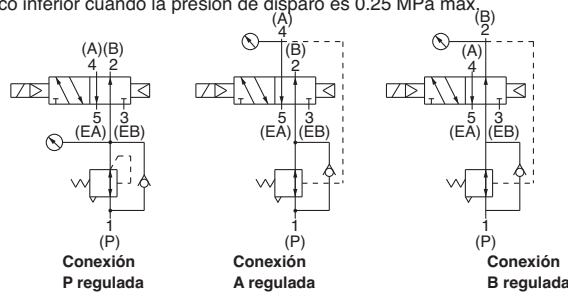 co inferior cuando la presión de disparo es 0.25 MPa máx.
(A)(B)
4 2
5 3
(EA) (EB)
1
(P)
Conexión
P regulada
(A)
4
(B)
2
5 3
(EA) (EB)
1
(P)
Conexión
A regulada
(B)
2
(A)
4
5 3
(EA) (EB)
1
(P)
Conexión
B regulada